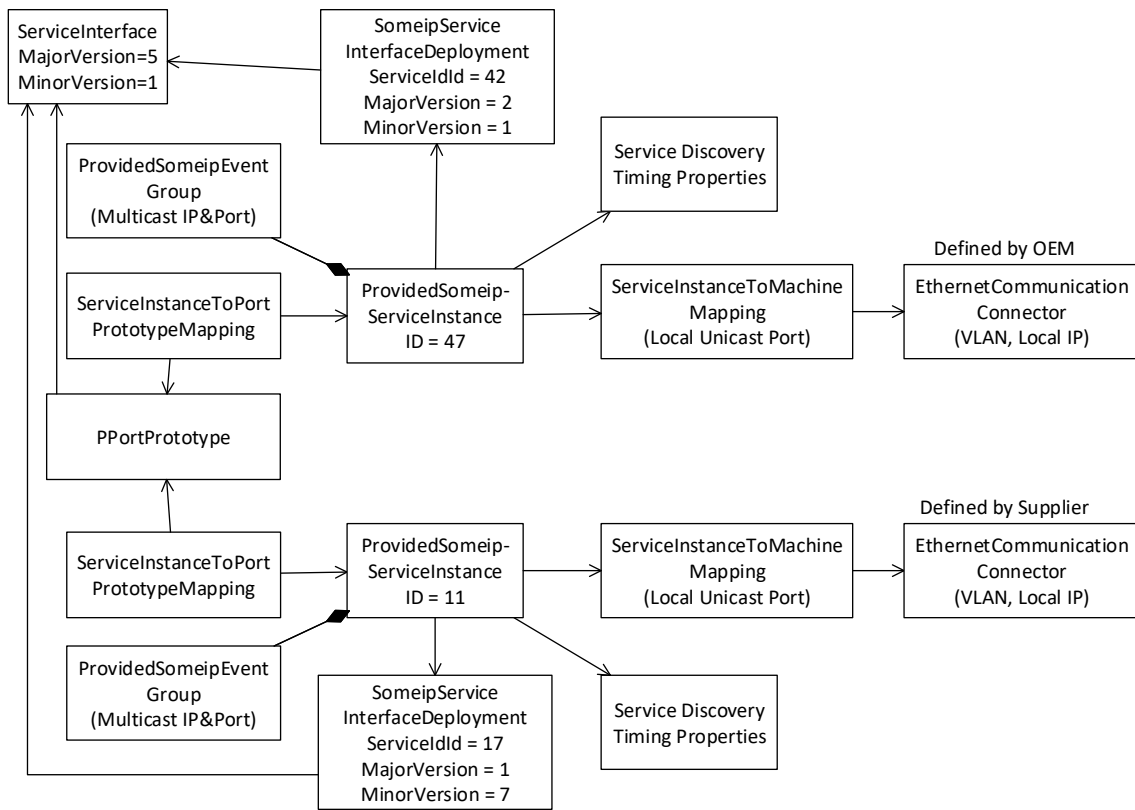 ServiceInterface
MajorVersion=5
MinorVersion=1
SomeipService
InterfaceDeployment
ServiceIdId = 42
MajorVersion = 2
MinorVersion = 1
ProvidedSomeipEvent
Group
(Multicast IP&Port)
Service Discovery
Timing Properties
Defined by OEM
ServiceInstanceToPort
PrototypeMapping
ProvidedSomeip-
ServiceInstance
ID = 47
ServiceInstanceToMachine
Mapping
(Local Unicast Port)
EthernetCommunication
Connector
(VLAN, Local IP)
PPortPrototype
Defined by Supplier
ServiceInstanceToPort
PrototypeMapping
ProvidedSomeip-
ServiceInstance
ID = 11
ServiceInstanceToMachine
Mapping
(Local Unicast Port)
EthernetCommunication
Connector
(VLAN, Local IP)
ProvidedSomeipEvent
Group
(Multicast IP&Port)
SomeipService
InterfaceDeployment
ServiceIdId = 17
MajorVersion = 1
MinorVersion = 7
Service Discovery
Timing Properties